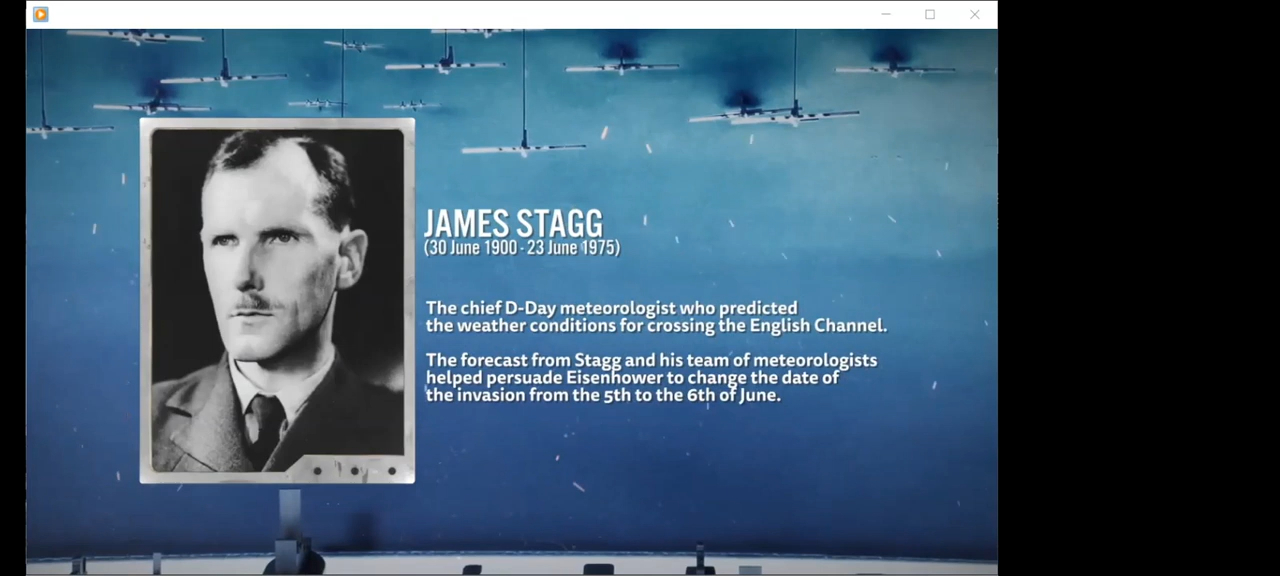 JAMES STAGG
(30 June 1900 - 23 June 1975)
The chief D-Day meteorologist who predicted
the weather conditions for crossing the English Channel.
The forecast from Stagg and his team of meteorologists
helped persuade Eisenhower to change the date of
the invasion from the 5th to the 6th of June.